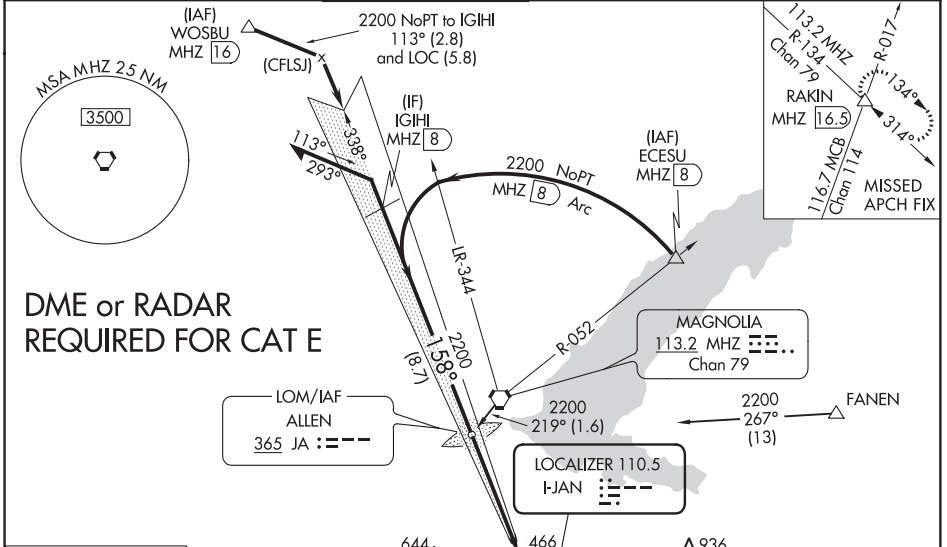 (IAF)
WOSBU
MHZ 16
2200 NoPT to IGIHI
113° (2.8)
and LOC (5.8)
(CFLSJ)
MSA MHZ 25 NM
3500
113°
293°
338°
(IF)
IGIHI
MHZ 8
2200 NoPT
MHZ 8 Arc
(IAF)
ECESU
MHZ 8
113.2 MHZ
R-134
Chan 79
R-017
134°
314°
RAKIN
MHZ 16.5
116.7 MCB
Chan 114
MISSED
APCH FIX
DME or RADAR
REQUIRED FOR CAT E
LR-344
R-052
2200
158°
(8.7)
MAGNOLIA
113.2 MHZ
Chan 79
LOM/IAF
ALLEN
365 JA
2200
219° (1.6)
2200
267°
(13)
FANEN
LOCALIZER 110.5
I-JAN
644
466
936